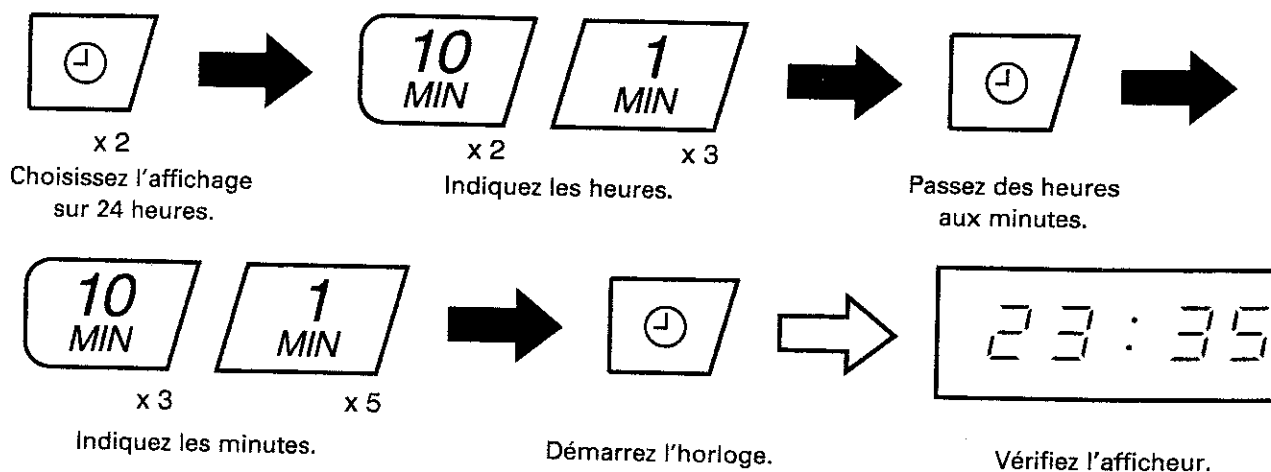 10
MIN
1
MIN
x 2
x 2
x 3
Choisissez l'affichage
sur 24 heures.
Indiquez les heures.
Passez des heures
aux minutes.
10
MIN
1
MIN
23:35
x 3
x 5
Indiquez les minutes.
Démarrez l'horloge.
Vérifiez l'afficheur.